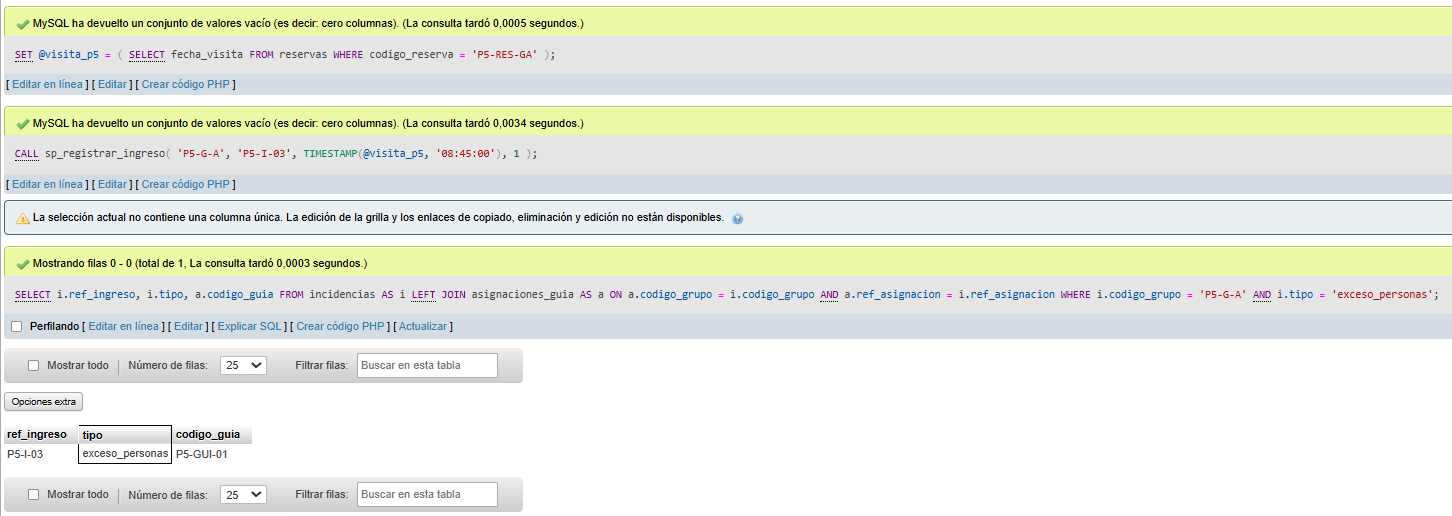 MySQL ha devuelto un conjunto de valores vacío (es decir: cero columnas). (La consulta tardó 0,0005 segundos.)
SET @visita_p5 = ( SELECT fecha_visita FROM reservas WHERE codigo_reserva = 'P5-RES-GA' );
[ Editar en línea ] [ Editar ] [ Crear código PHP ]
MySQL ha devuelto un conjunto de valores vacío (es decir: cero columnas). (La consulta tardó 0,0034 segundos.)
CALL sp_registrar_ingreso( 'P5-G-A', 'P5-I-03', TIMESTAMP(@visita_p5, '08:45:00'), 1 );
[ Editar en línea ] [ Editar ] [ Crear código PHP ]
La selección actual no contiene una columna única. La edición de la grilla y los enlaces de copiado, eliminación y edición no están disponibles.
Mostrando filas 0 - 0 (total de 1, La consulta tardó 0,0003 segundos.)
SELECT i.ref_ingreso, i.tipo, a.codigo_guia FROM incidencias AS i LEFT JOIN asignaciones_guia AS a ON a.codigo_grupo = i.codigo_grupo AND a.ref_asignacion = i.ref_asignacion WHERE i.codigo_grupo = 'P5-G-A' AND i.tipo = 'exceso_personas';
Perfilando [ Editar en línea ] [ Editar ] [ Explicar SQL ] [ Crear código PHP ] [ Actualizar ]
Mostrar todo Número de filas: 25 Filtrar filas: Buscar en esta tabla
Opciones extra
ref_ingreso tipo codigo_guia
P5-I-03 exceso_personas P5-GUI-01
Mostrar todo Número de filas: 25 Filtrar filas: Buscar en esta tabla